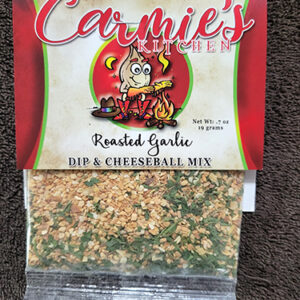 Carmie's
KITCHEN
Net Wt: .7 oz
19 grams
Roasted Garlic
DIP & CHEESEBALL MIX